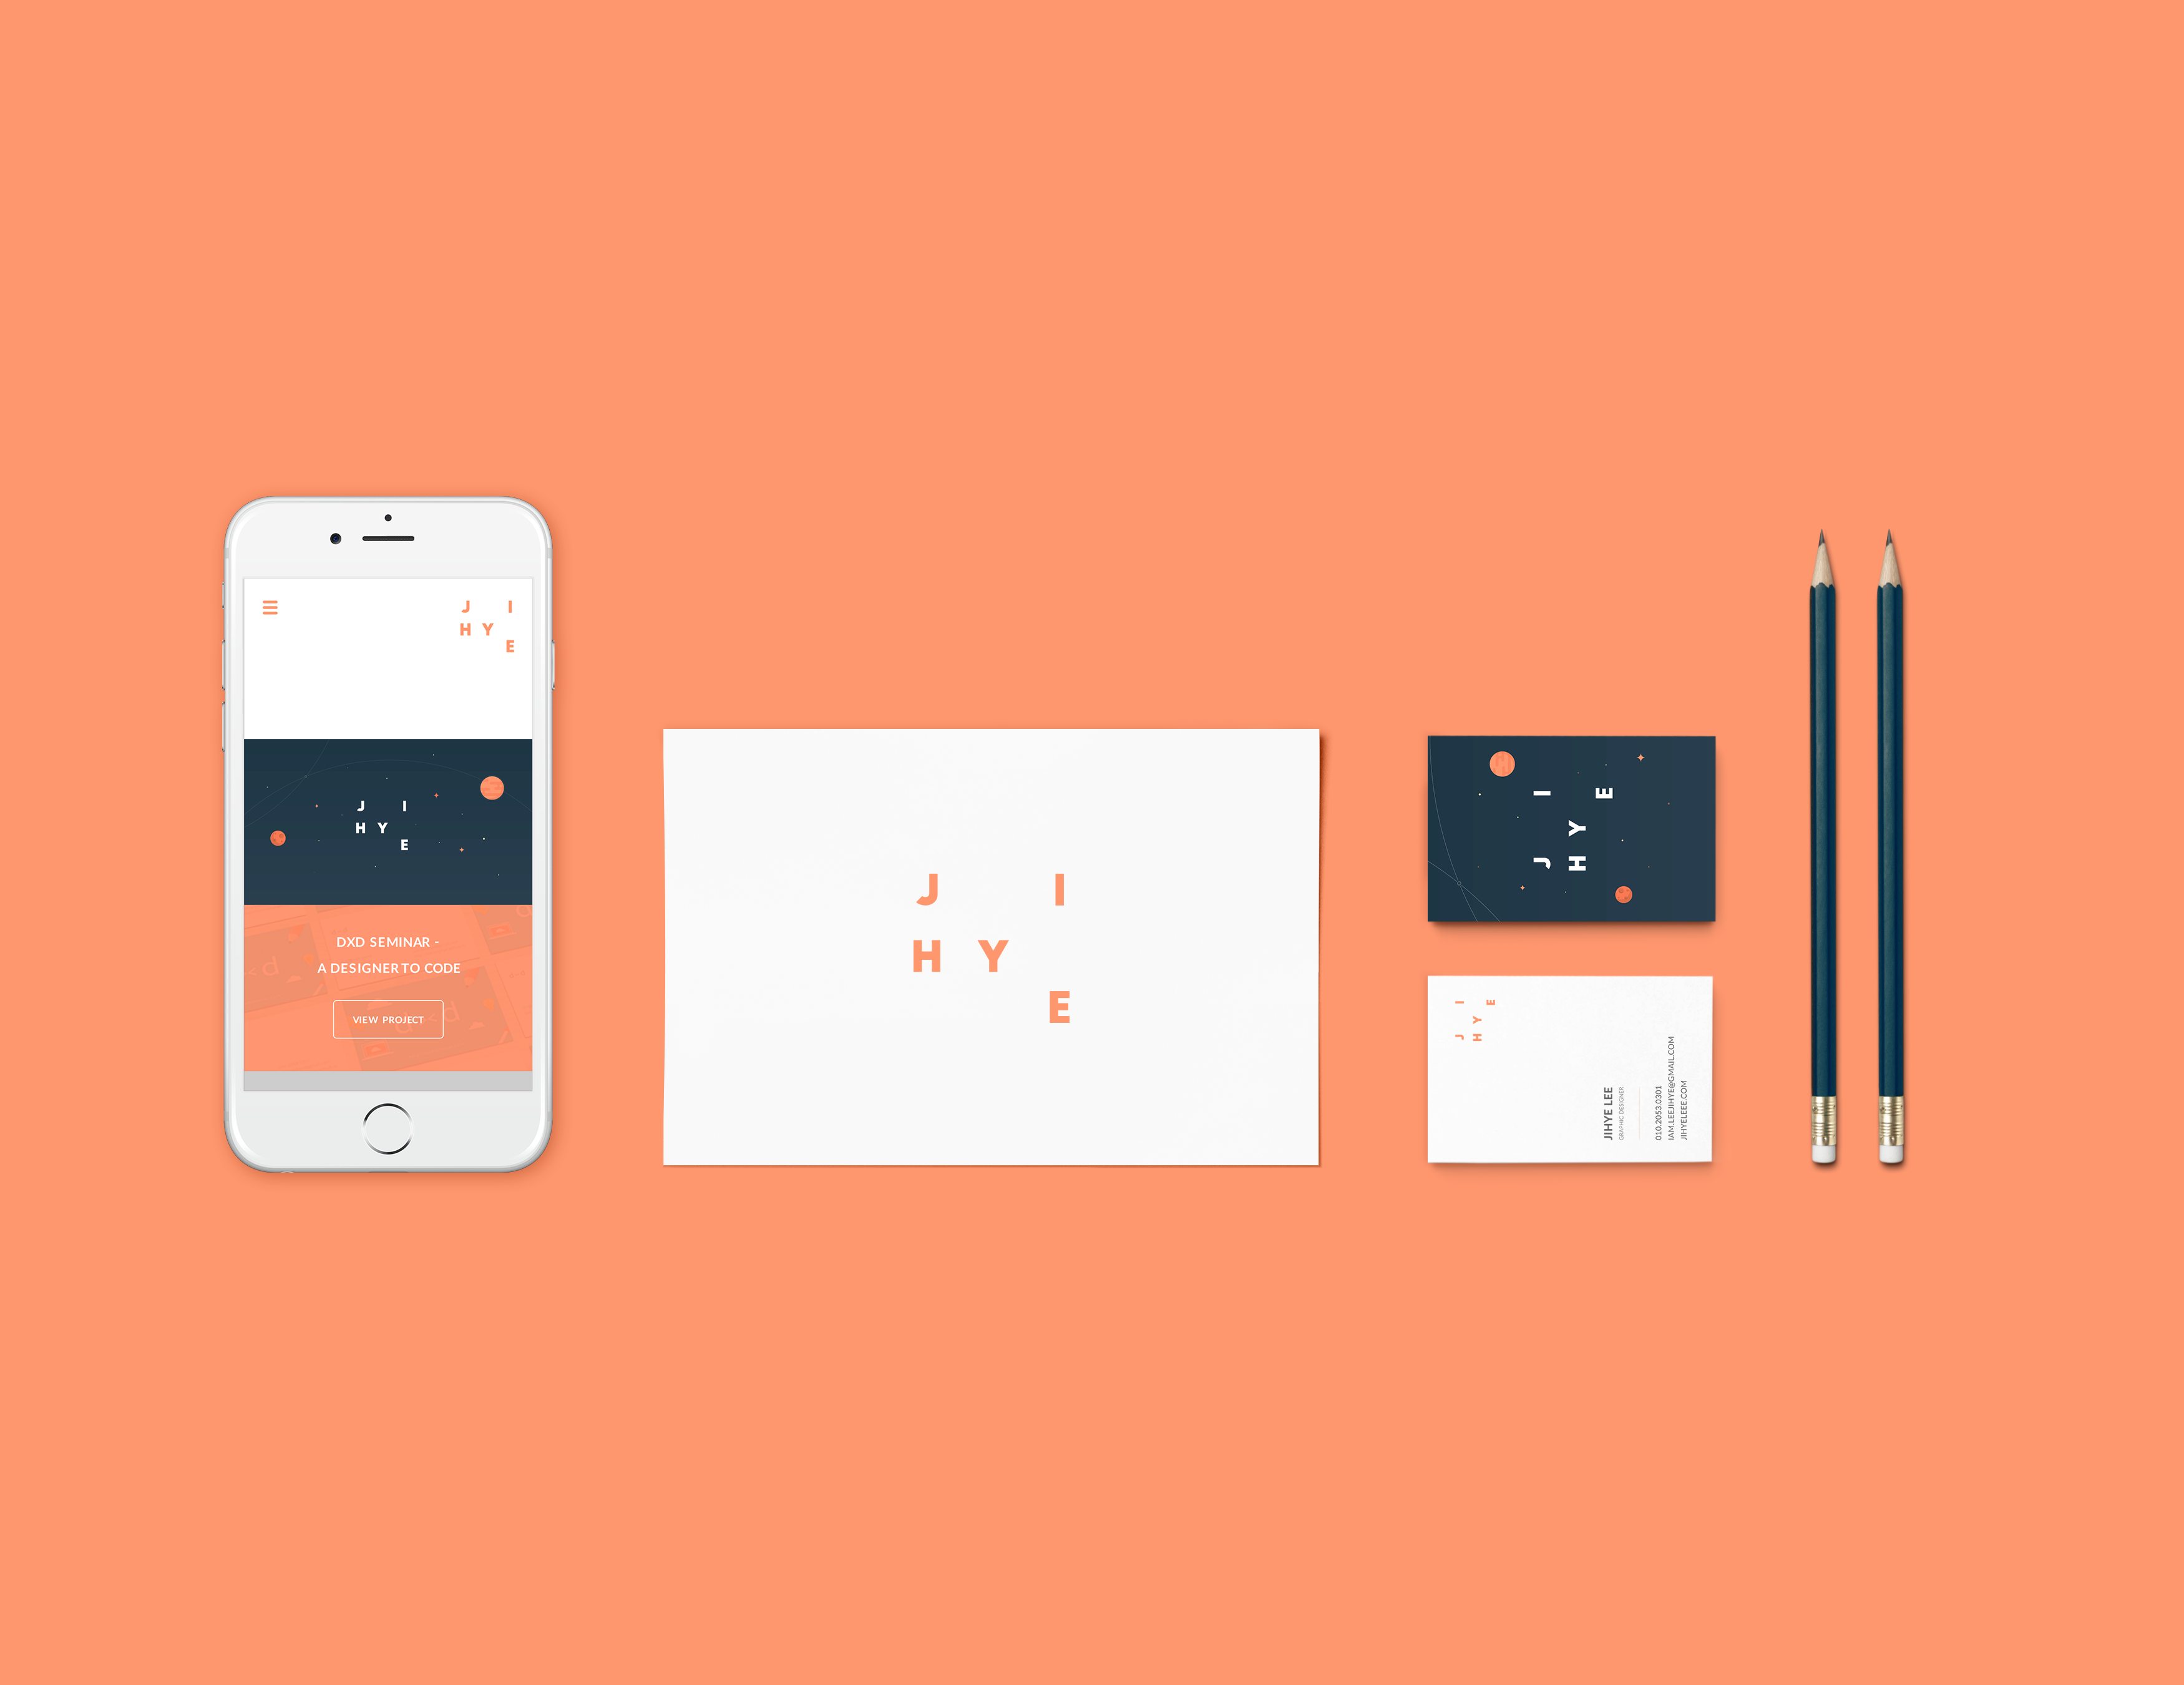 J I
H Y
E
J I
H Y
E
DXD SEMINAR -
A DESIGNER TO CODE
VIEW PROJECT
J I
H Y
E
J I
H Y
E
J I
H Y
E
JIHYE LEE
GRAPHIC DESIGNER
010.2053.0301
IAM.LEEJIHYE@GMAIL.COM
JIHYELEEE.COM